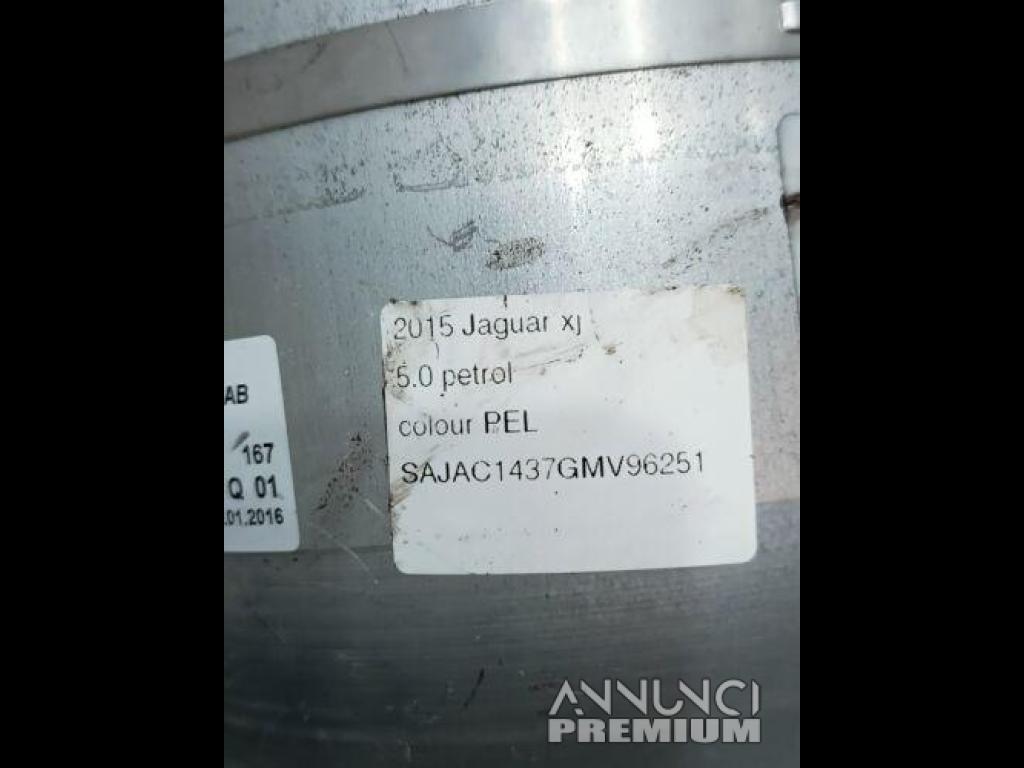 2015 Jaguar xj
5.0 petrol
colour PEL
SAJAC1437GMV96251
AB
167
Q 01
.01.2016
ANNUNCI
PREMIUM